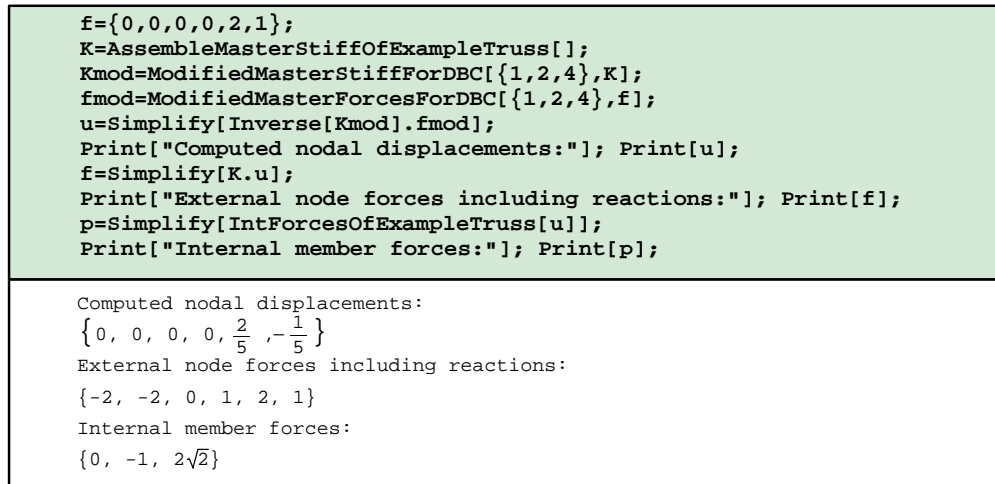 f={0,0,0,0,2,1};
K=AssembleMasterStiffOfExampleTruss[];
Kmod=ModifiedMasterStiffForDBC[{1,2,4},K];
fmod=ModifiedMasterForcesForDBC[{1,2,4},f];
u=Simplify[Inverse[Kmod].fmod];
Print["Computed nodal displacements:"]; Print[u];
f=Simplify[K.u];
Print["External node forces including reactions:"]; Print[f];
p=Simplify[IntForcesOfExampleTruss[u]];
Print["Internal member forces:"]; Print[p];
Computed nodal displacements:
{0, 0, 0, 0, 2/5 ,-1/5}
External node forces including reactions:
{-2, -2, 0, 1, 2, 1}
Internal member forces:
{0, -1, 2√2}